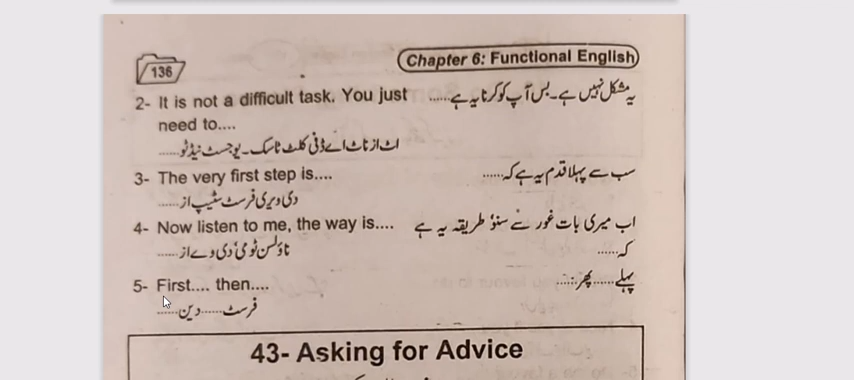 136
Chapter 6: Functional English
2- It is not a difficult task. You just یہ مشکل نہیں ہے۔ بس آپ کو کرنا یہ ہے......
need to....
اٹ از ناٹ اے ڈفی کلٹ ٹاسک۔ یو جسٹ نیڈ ٹو......
3- The very first step is.... سب سے پہلا قدم یہ ہے کہ......
دی ویری فرسٹ سٹیپ از......
4- Now listen to me, the way is.... اب میری بات غور سے سنو' طریقہ یہ ہے
کہ......
ناؤ لسن ٹو می' دی وے از......
5- First.... then.... پہلے...... پھر......
فرسٹ...... دین......
43- Asking for Advice